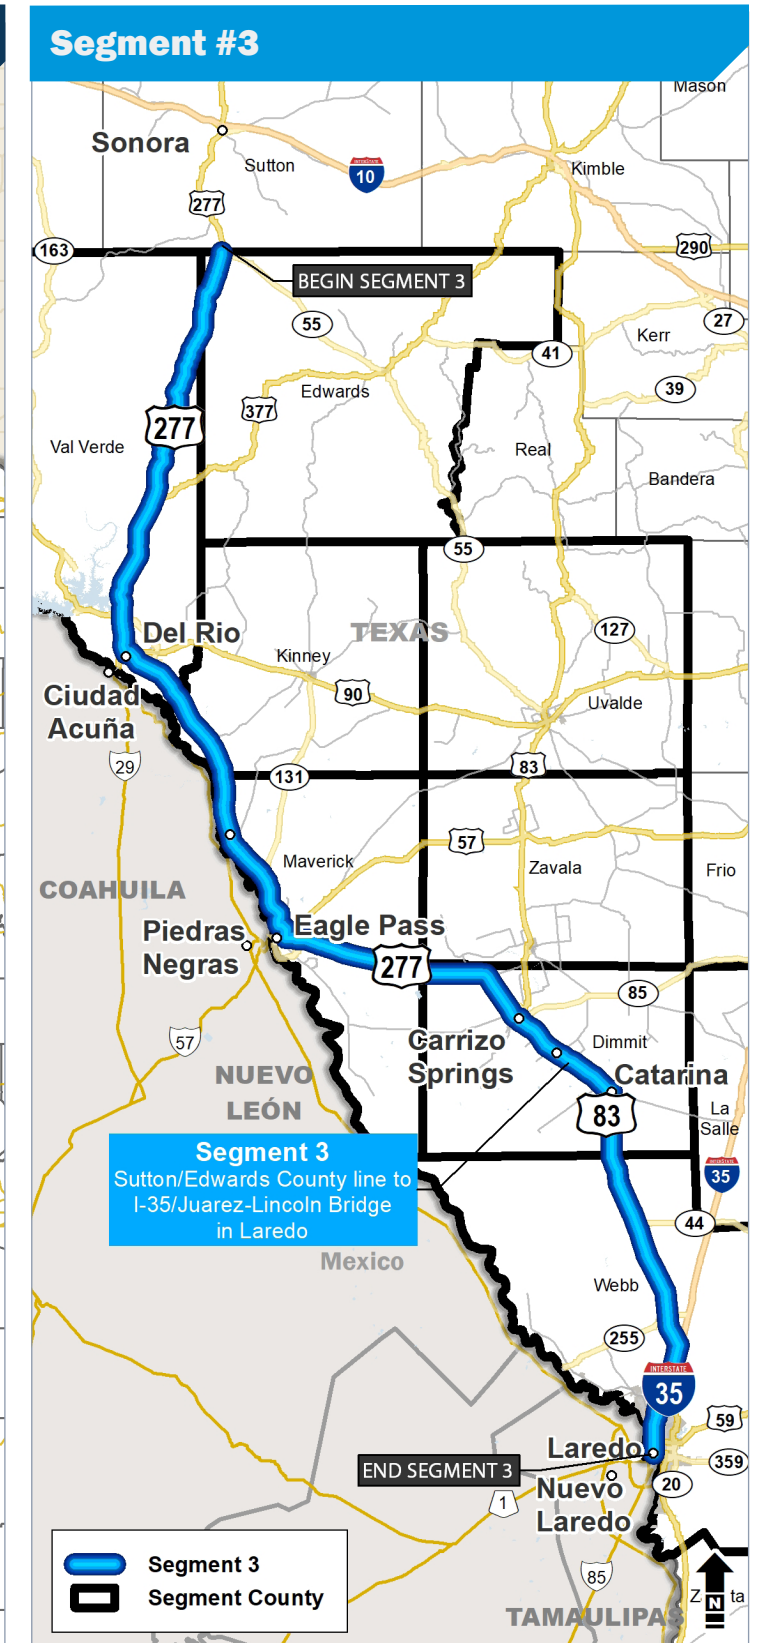 Segment #3
Mason
Sonora
Sutton
INTERSTATE
10
Kimble
277
163
290
BEGIN SEGMENT 3
55
27
Kerr
41
39
Edwards
377
277
Val Verde
Real
Bandera
55
Del Rio
TEXAS
127
Kinney
Ciudad
Acuña
90
Uvalde
29
131
83
57
Maverick
Zavala
Frio
COAHUILA
Piedras
Negras
Eagle Pass
277
85
57
Carrizo
Springs
Dimmit
NUEVO
LEÓN
Catarina
83
La
Salle
Segment 3
Sutton/Edwards County line to
I-35/Juarez-Lincoln Bridge
in Laredo
INTERSTATE
35
44
Mexico
Webb
255
INTERSTATE
35
59
Laredo
359
END SEGMENT 3
20
Nuevo
Laredo
1
Segment 3
Segment County
85
N
TAMAULIPAS